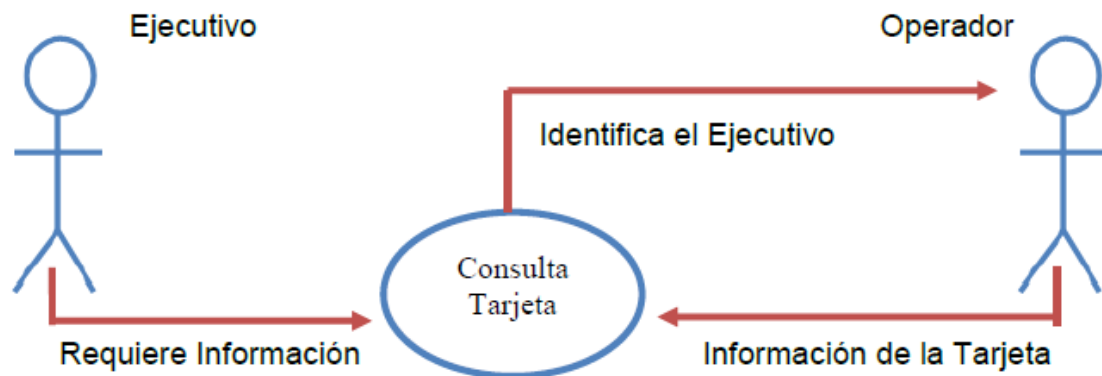 Ejecutivo
Operador
Identifica el Ejecutivo
Consulta
Tarjeta
Requiere Información
Información de la Tarjeta